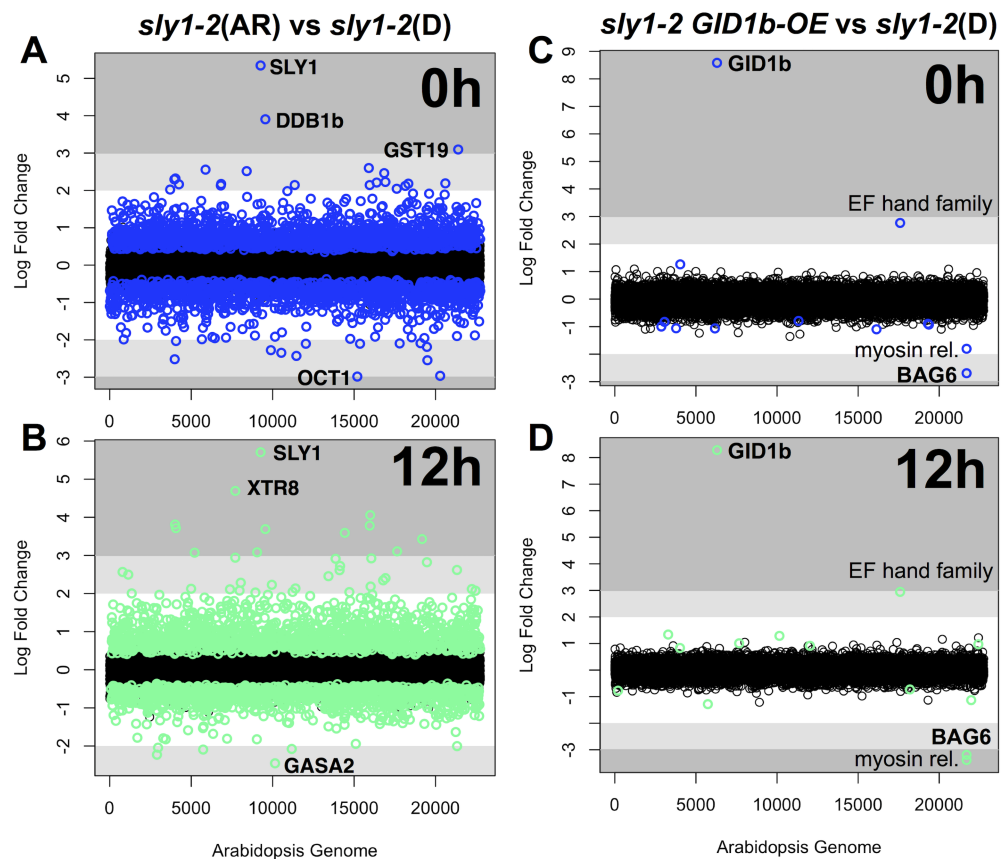 A
sly1-2(AR) vs sly1-2(D)
0h
SLY1
DDB1b
GST19
OCT1
Log Fold Change
5
4
3
2
1
0
-1
-2
-3
0 5000 10000 15000 20000
B
12h
SLY1
XTR8
GASA2
Log Fold Change
6
5
4
3
2
1
0
-1
-2
0 5000 10000 15000 20000
Arabidopsis Genome
C
sly1-2 GID1b-OE vs sly1-2(D)
0h
GID1b
EF hand family
myosin rel.
BAG6
Log Fold Change
9
8
7
6
5
4
3
2
1
0
-1
-3
0 5000 10000 15000 20000
D
12h
GID1b
EF hand family
BAG6
myosin rel.
Log Fold Change
8
7
6
5
4
3
2
1
-1
-3
0 5000 10000 15000 20000
Arabidopsis Genome